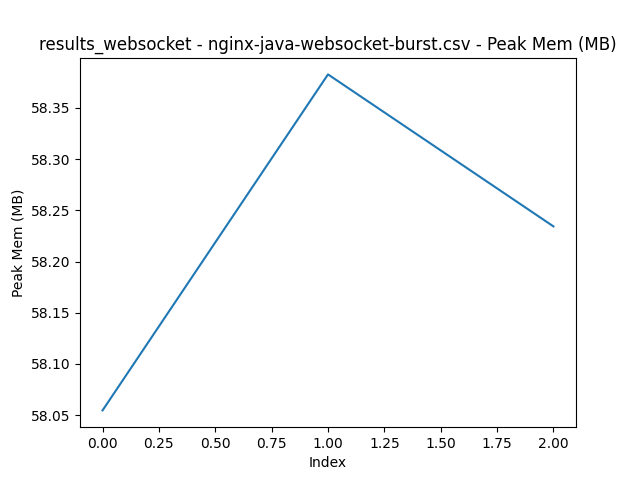 results_websocket - nginx-java-websocket-burst.csv - Peak Mem (MB)
Peak Mem (MB)
58.35
58.30
58.25
58.20
58.15
58.10
58.05
0.00 0.25 0.50 0.75 1.00 1.25 1.50 1.75 2.00
Index